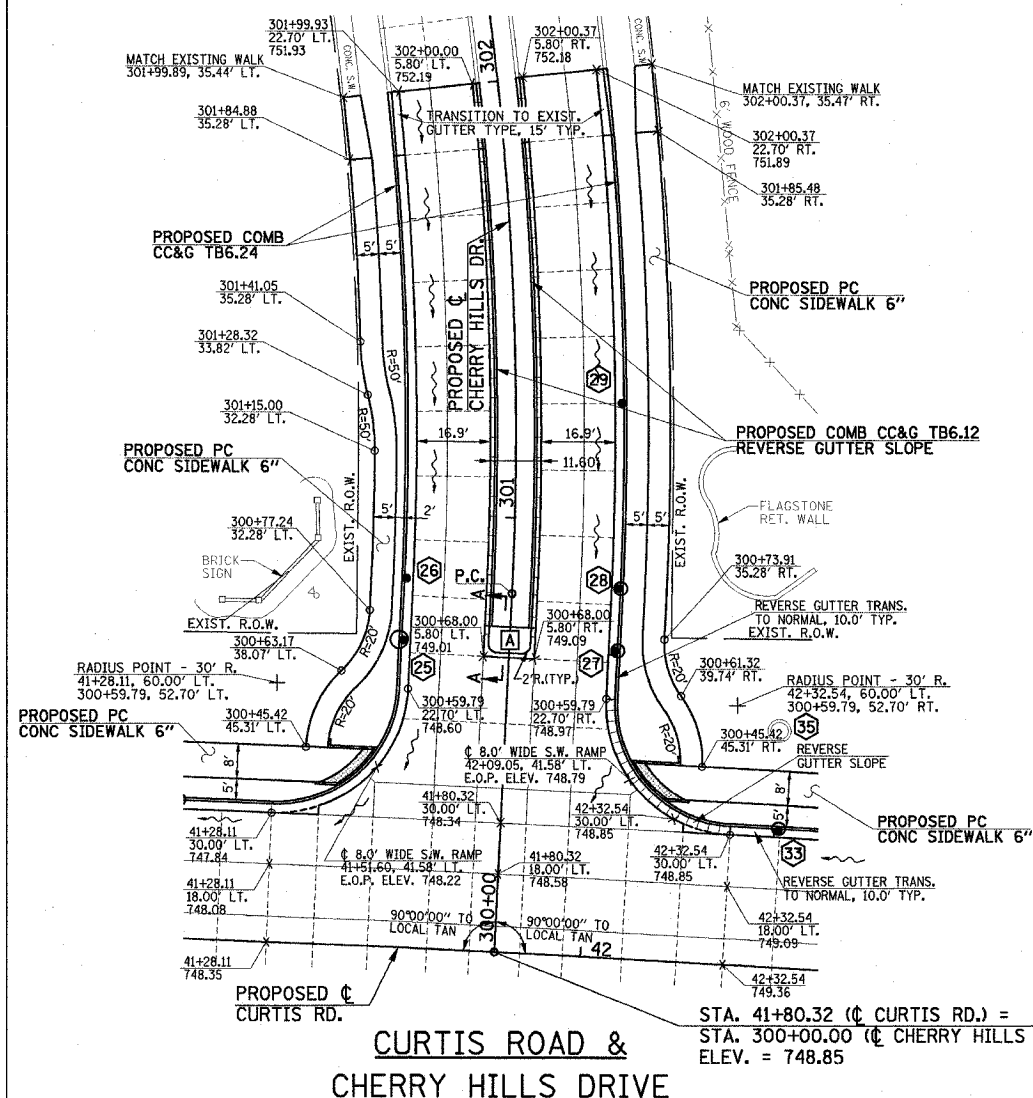 301+99.93
22.70' LT.
751.93
302+00.00
5.80' LT.
752.19
302
302+00.37
5.80' RT.
752.18
CONC. S.W.
CONC. S.W.
MATCH EXISTING WALK
301+99.89, 35.44' LT.
MATCH EXISTING WALK
302+00.37, 35.47' RT.
301+84.88
35.28' LT.
TRANSITION TO EXIST.
GUTTER TYPE, 15' TYP.
6' WOOD FENCE
302+00.37
22.70' RT.
751.89
301+85.48
35.28' RT.
PROPOSED COMB
CC&G TB6.24
5'
5'
PROPOSED ℄
CHERRY HILLS DR.
PROPOSED PC
CONC SIDEWALK 6"
301+41.05
35.28' LT.
301+28.32
33.82' LT.
R=50'
R=50'
29
301+15.00
32.28' LT.
PROPOSED COMB CC&G TB6.12
REVERSE GUTTER SLOPE
16.9'
16.9'
11.60'
PROPOSED PC
CONC SIDEWALK 6"
301
EXIST. R.O.W.
EXIST. R.O.W.
FLAGSTONE
RET. WALL
5'
2'
5'
5'
300+77.24
32.28' LT.
BRICK
SIGN
26
P.C.
28
300+73.91
35.28' RT.
A
REVERSE GUTTER TRANS.
TO NORMAL, 10.0' TYP.
EXIST. R.O.W.
EXIST. R.O.W.
300+68.00
5.80' LT.
749.01
A
300+68.00
5.80' RT.
749.09
300+63.17
38.07' LT.
R=20'
25
27
R=20'
300+61.32
39.74' RT.
RADIUS POINT - 30' R.
41+28.11, 60.00' LT.
300+59.79, 52.70' LT.
A
2' R.(TYP.)
RADIUS POINT - 30' R.
42+32.54, 60.00' LT.
300+59.79, 52.70' RT.
300+59.79
22.70' LT.
748.60
300+59.79
22.70' RT.
748.97
R=20'
R=20'
PROPOSED PC
CONC SIDEWALK 6"
300+45.42
45.31' LT.
300+45.42
45.31' RT.
35
8'
5'
℄ 8.0' WIDE S.W. RAMP
42+09.05, 41.58' LT.
E.O.P. ELEV. 748.79
REVERSE
GUTTER SLOPE
8'
5'
41+80.32
30.00' LT.
748.34
42+32.54
30.00' LT.
748.85
PROPOSED PC
CONC SIDEWALK 6"
41+28.11
30.00' LT.
747.84
℄ 8.0' WIDE S.W. RAMP
41+51.60, 41.58' LT.
E.O.P. ELEV. 748.22
41+80.32
18.00' LT.
748.58
42+32.54
30.00' LT.
748.85
33
41+28.11
18.00' LT.
748.08
REVERSE GUTTER TRANS.
TO NORMAL, 10.0' TYP.
90°00'00" TO
LOCAL TAN
300+00
90°00'00" TO
LOCAL TAN
42+32.54
18.00' LT.
749.09
41+28.11
748.35
42
42+32.54
749.36
PROPOSED ℄
CURTIS RD.
STA. 41+80.32 (℄ CURTIS RD.) =
STA. 300+00.00 (℄ CHERRY HILLS
ELEV. = 748.85
CURTIS ROAD &
CHERRY HILLS DRIVE